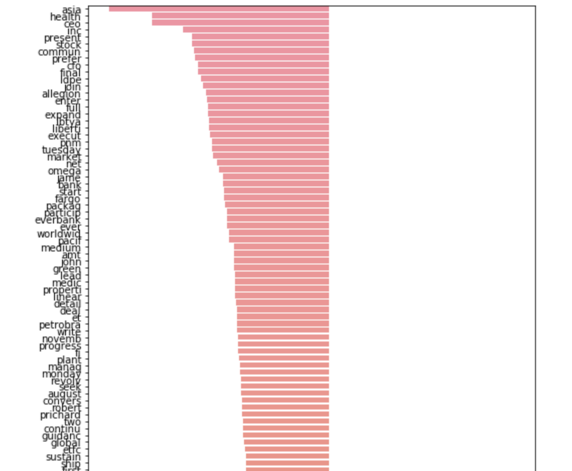 asia
health
ceo
inc
present
stock
commun
prefer
cfo
final
ldpe
join
allegion
enter
full
expand
lbtya
liberti
execut
pnm
tuesday
market
net
omega
jame
bank
start
fargo
packag
particip
everbank
ever
worldwid
pacif
medium
amt
john
green
lead
medic
properti
linear
detail
deal
et
petrobra
write
novemb
progress
fi
plant
manag
monday
revolv
seek
august
convers
robert
prichard
two
continu
guidanc
global
etfc
sustain
ship